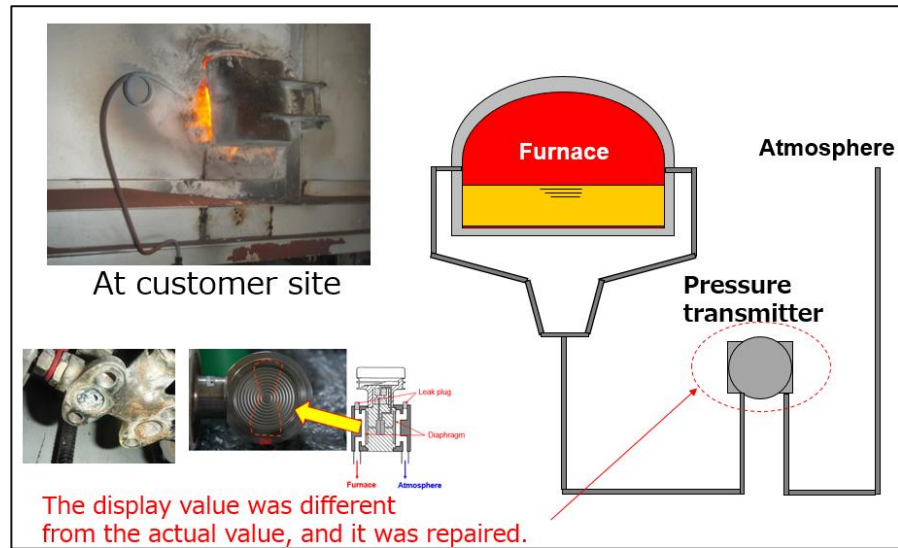 At customer site
Furnace
Atmosphere
Pressure
transmitter
Leak plug
Diaphragm
Furnace
Atmosphere
The display value was different
from the actual value, and it was repaired.